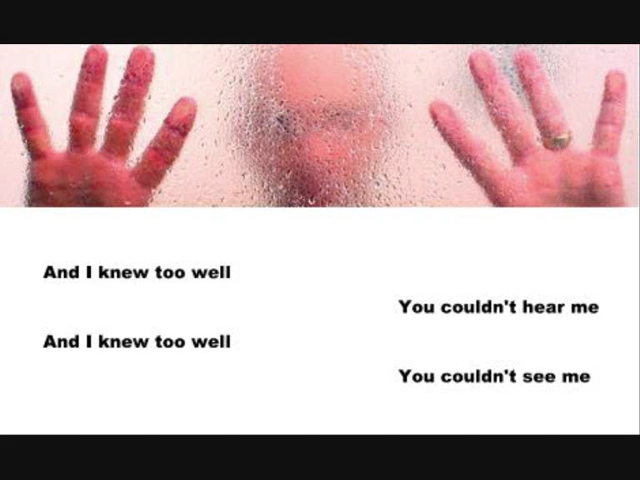 And I knew too well
You couldn't hear me
And I knew too well
You couldn't see me